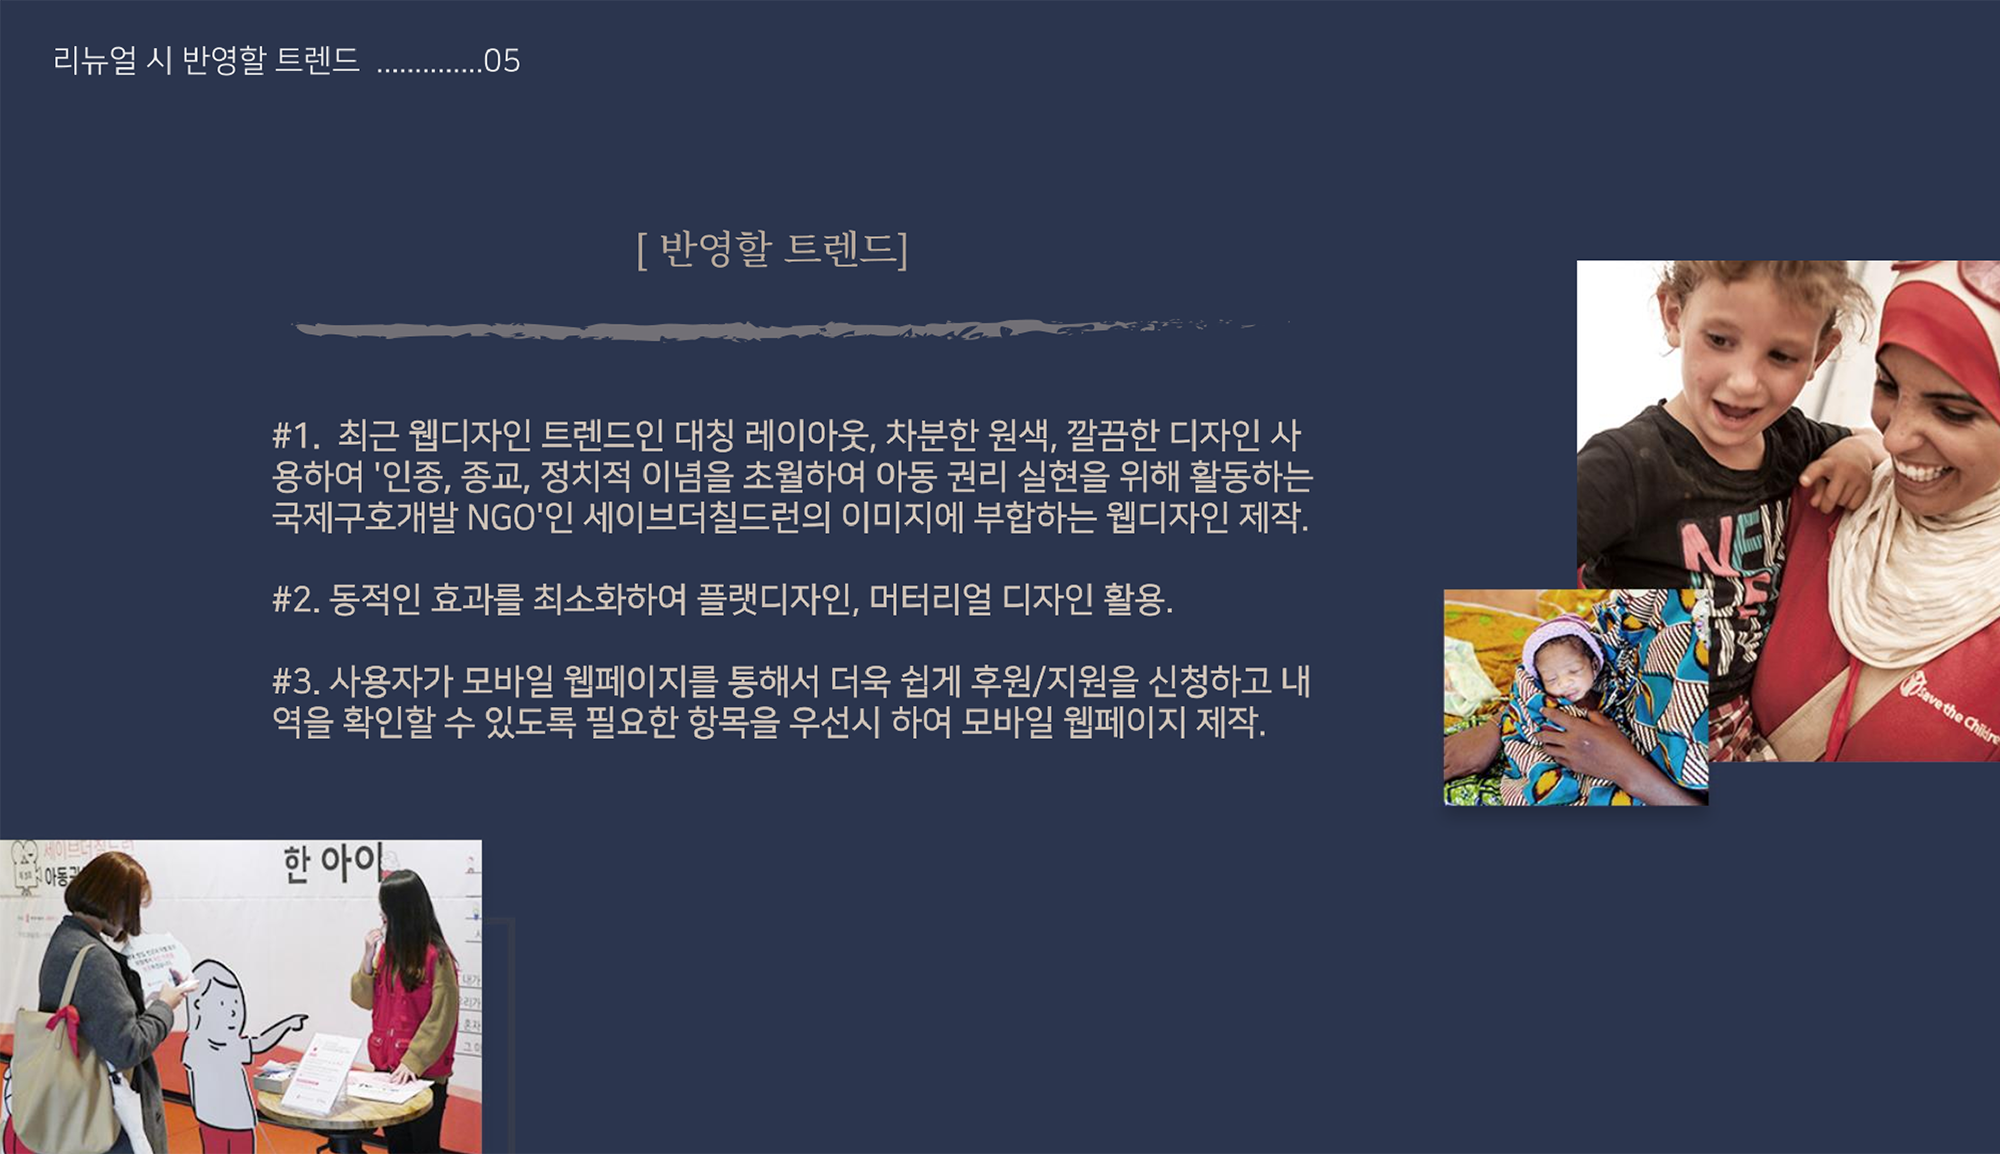 리뉴얼 시 반영할 트렌드 ..............05
[ 반영할 트렌드]
#1. 최근 웹디자인 트렌드인 대칭 레이아웃, 차분한 원색, 깔끔한 디자인 사
용하여 '인종, 종교, 정치적 이념을 초월하여 아동 권리 실현을 위해 활동하는
국제구호개발 NGO'인 세이브더칠드런의 이미지에 부합하는 웹디자인 제작.
#2. 동적인 효과를 최소화하여 플랫디자인, 머터리얼 디자인 활용.
#3. 사용자가 모바일 웹페이지를 통해서 더욱 쉽게 후원/지원을 신청하고 내
역을 확인할 수 있도록 필요한 항목을 우선시 하여 모바일 웹페이지 제작.
NEW
Save the Childre
세이브더칠드런
아동
한 아이
내가